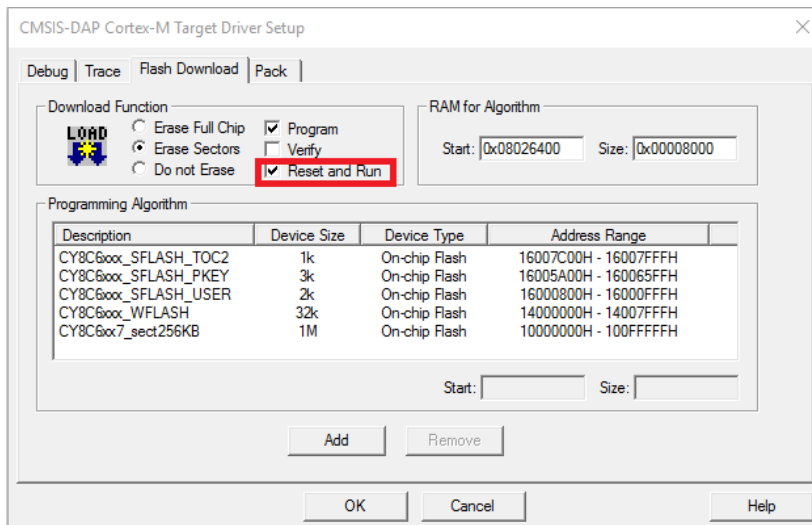 CMSIS-DAP Cortex-M Target Driver Setup
Debug Trace Flash Download Pack
Download Function
LOAD
Erase Full Chip
Erase Sectors
Do not Erase
Program
Verify
Reset and Run
RAM for Algorithm
Start: 0x08026400 Size: 0x00008000
Programming Algorithm
Description Device Size Device Type Address Range
CY8C6xxx_SFLASH_TOC2 1k On-chip Flash 16007C00H - 16007FFFH
CY8C6xxx_SFLASH_PKEY 3k On-chip Flash 16005A00H - 160065FFH
CY8C6xxx_SFLASH_USER 2k On-chip Flash 16000800H - 16000FFFH
CY8C6xxx_WFLASH 32k On-chip Flash 14000000H - 14007FFFH
CY8C6xx7_sect256KB 1M On-chip Flash 10000000H - 100FFFFFH
Start: Size:
Add Remove
OK Cancel Help